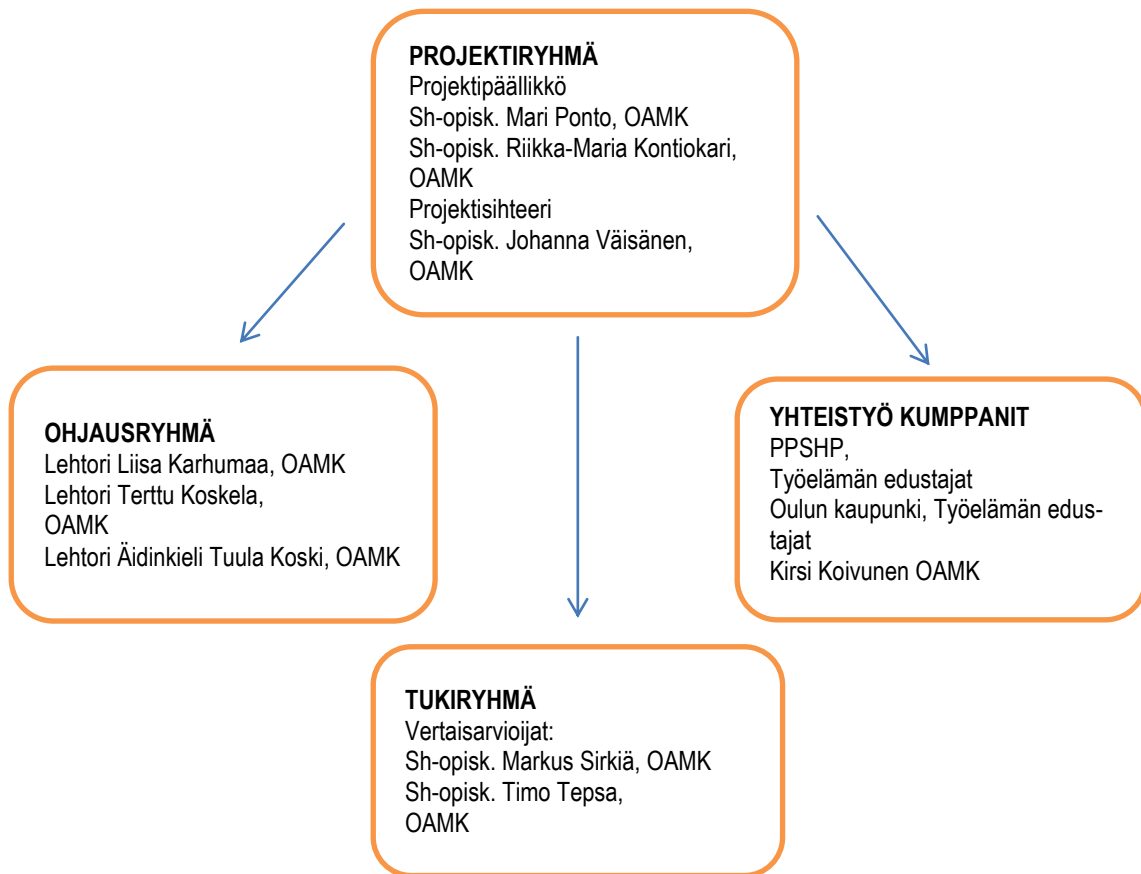 PROJEKTIRYHMÄ
Projektipäällikkö
Sh-opisk. Mari Ponto, OAMK
Sh-opisk. Riikka-Maria Kontiokari,
OAMK
Projektisihteeri
Sh-opisk. Johanna Väisänen,
OAMK
OHJAUSRYHMÄ
Lehtori Liisa Karhumaa, OAMK
Lehtori Terttu Koskela,
OAMK
Lehtori Äidinkieli Tuula Koski, OAMK
YHTEISTYÖ KUMPPANIT
PPSHP,
Työelämän edustajat
Oulun kaupunki, Työelämän edus-
tajat
Kirsi Koivunen OAMK
TUKIRYHMÄ
Vertaisarvioijat:
Sh-opisk. Markus Sirkiä, OAMK
Sh-opisk. Timo Tepsa,
OAMK